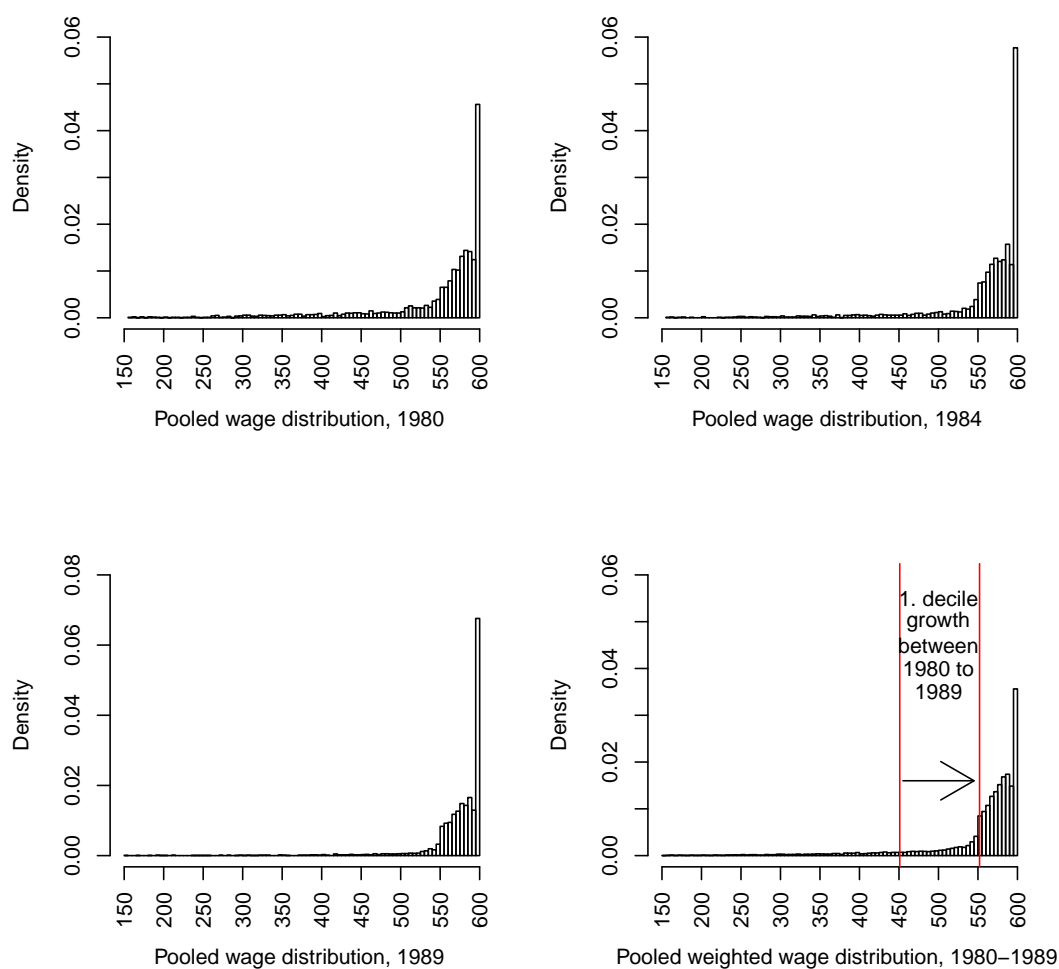 0.00 0.02 0.04 0.06
Density
150 200 250 300 350 400 450 500 550 600
Pooled wage distribution, 1980
0.00 0.02 0.04 0.06
Density
150 200 250 300 350 400 450 500 550 600
Pooled wage distribution, 1984
0.00 0.02 0.04 0.06 0.08
Density
150 200 250 300 350 400 450 500 550 600
Pooled wage distribution, 1989
0.00 0.02 0.04 0.06
Density
1. decile
growth
between
1980 to
1989
150 200 250 300 350 400 450 500 550 600
Pooled weighted wage distribution, 1980−1989